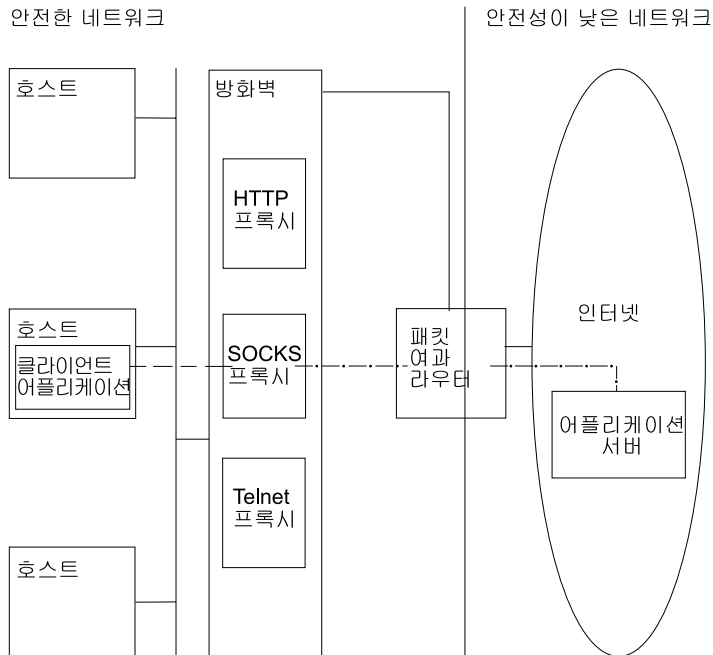 안전한 네트워크
안전성이 낮은 네트워크
호스트
방화벽
HTTP
프록시
호스트
클라이언트
어플리케이션
SOCKS
프록시
패킷
여과
라우터
인터넷
어플리케이션
서버
Telnet
프록시
호스트